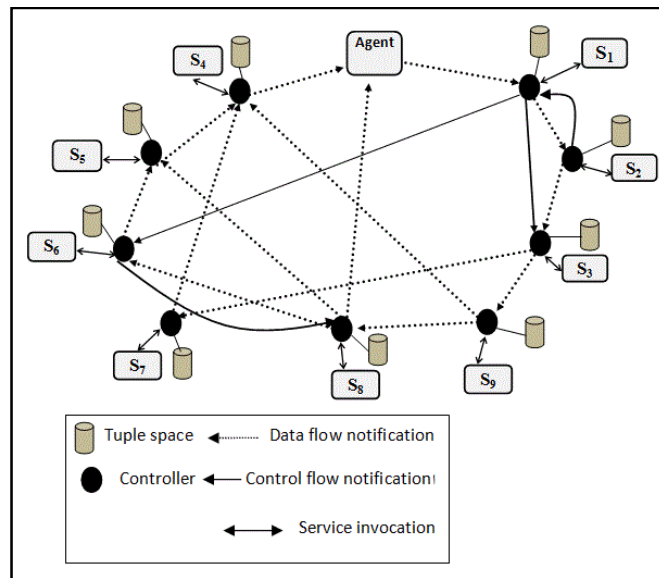 Agent
S₁
S₄
S₂
S₅
S₆
S₃
S₇
S₈
S₉
Tuple space
Data flow notification
Controller
Control flow notification
Service invocation